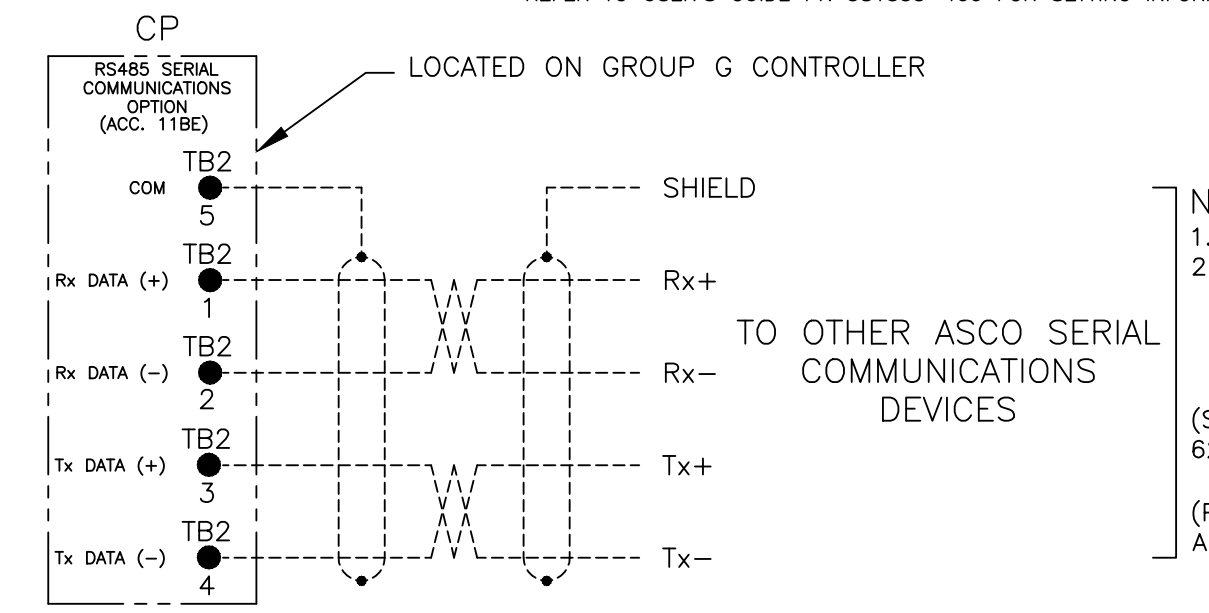 CP
RS485 SERIAL
COMMUNICATIONS
OPTION
(ACC. 11BE)
LOCATED ON GROUP G CONTROLLER
COM
TB2
5
SHIELD
Rx DATA (+)
TB2
1
Rx+
Rx DATA (−)
TB2
2
Rx−
Tx DATA (+)
TB2
3
Tx+
Tx DATA (−)
TB2
4
Tx−
TO OTHER ASCO SERIAL
COMMUNICATIONS
DEVICES
1.
2